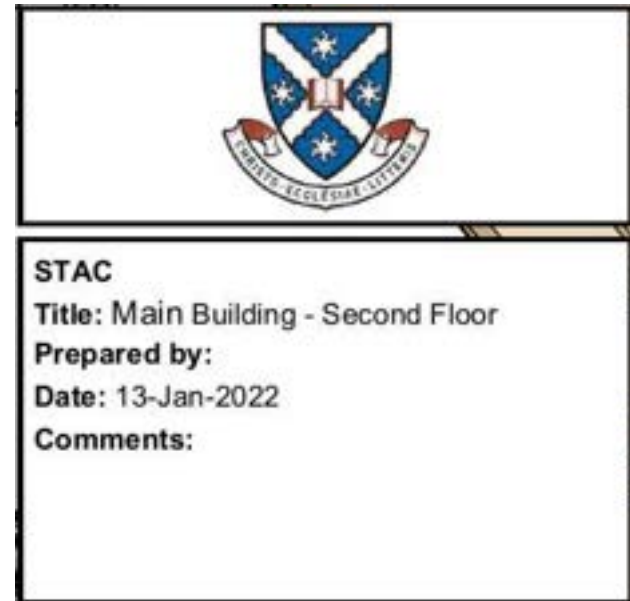 CHRISTO-ECCLESIAE-LITTERIS
STAC
Title: Main Building - Second Floor
Prepared by:
Date: 13-Jan-2022
Comments: